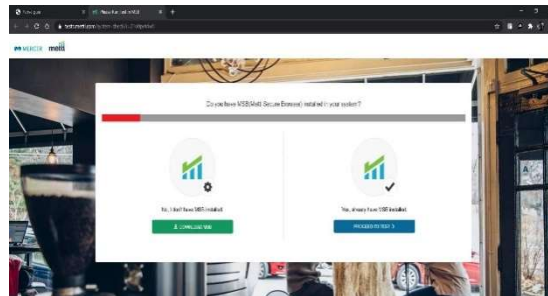 MERCER mettl
Do you have MSB(Mettl Secure Browser) installed in your system?
No, I don't have MSB installed.
Yes, already have MSB installed.
DOWNLOAD MSB
PROCEED TO TEST